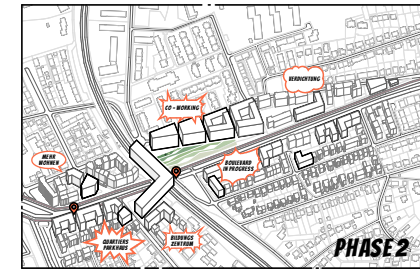 VERDICHTUNG
CO-WORKING
MEHR
WOHNEN
BOULEVARD
IN PROGRESS
QUARTIERS
PARKHAUS
BILDUNGS
ZENTRUM
PHASE 2